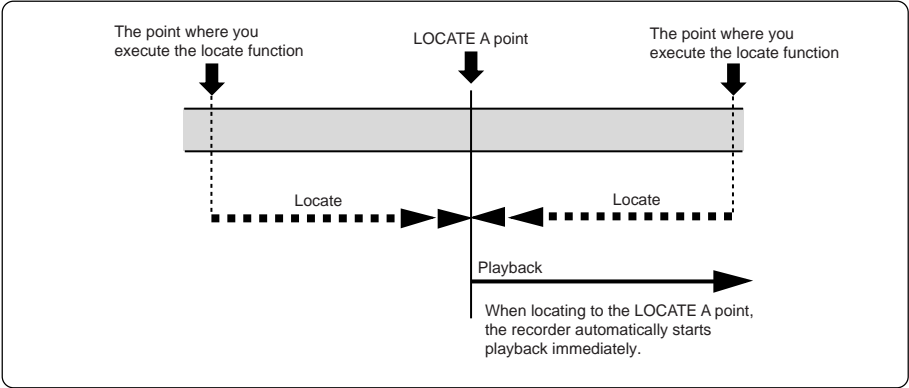 The point where you
execute the locate function
LOCATE A point
The point where you
execute the locate function
Locate
Locate
Playback
When locating to the LOCATE A point,
the recorder automatically starts
playback immediately.